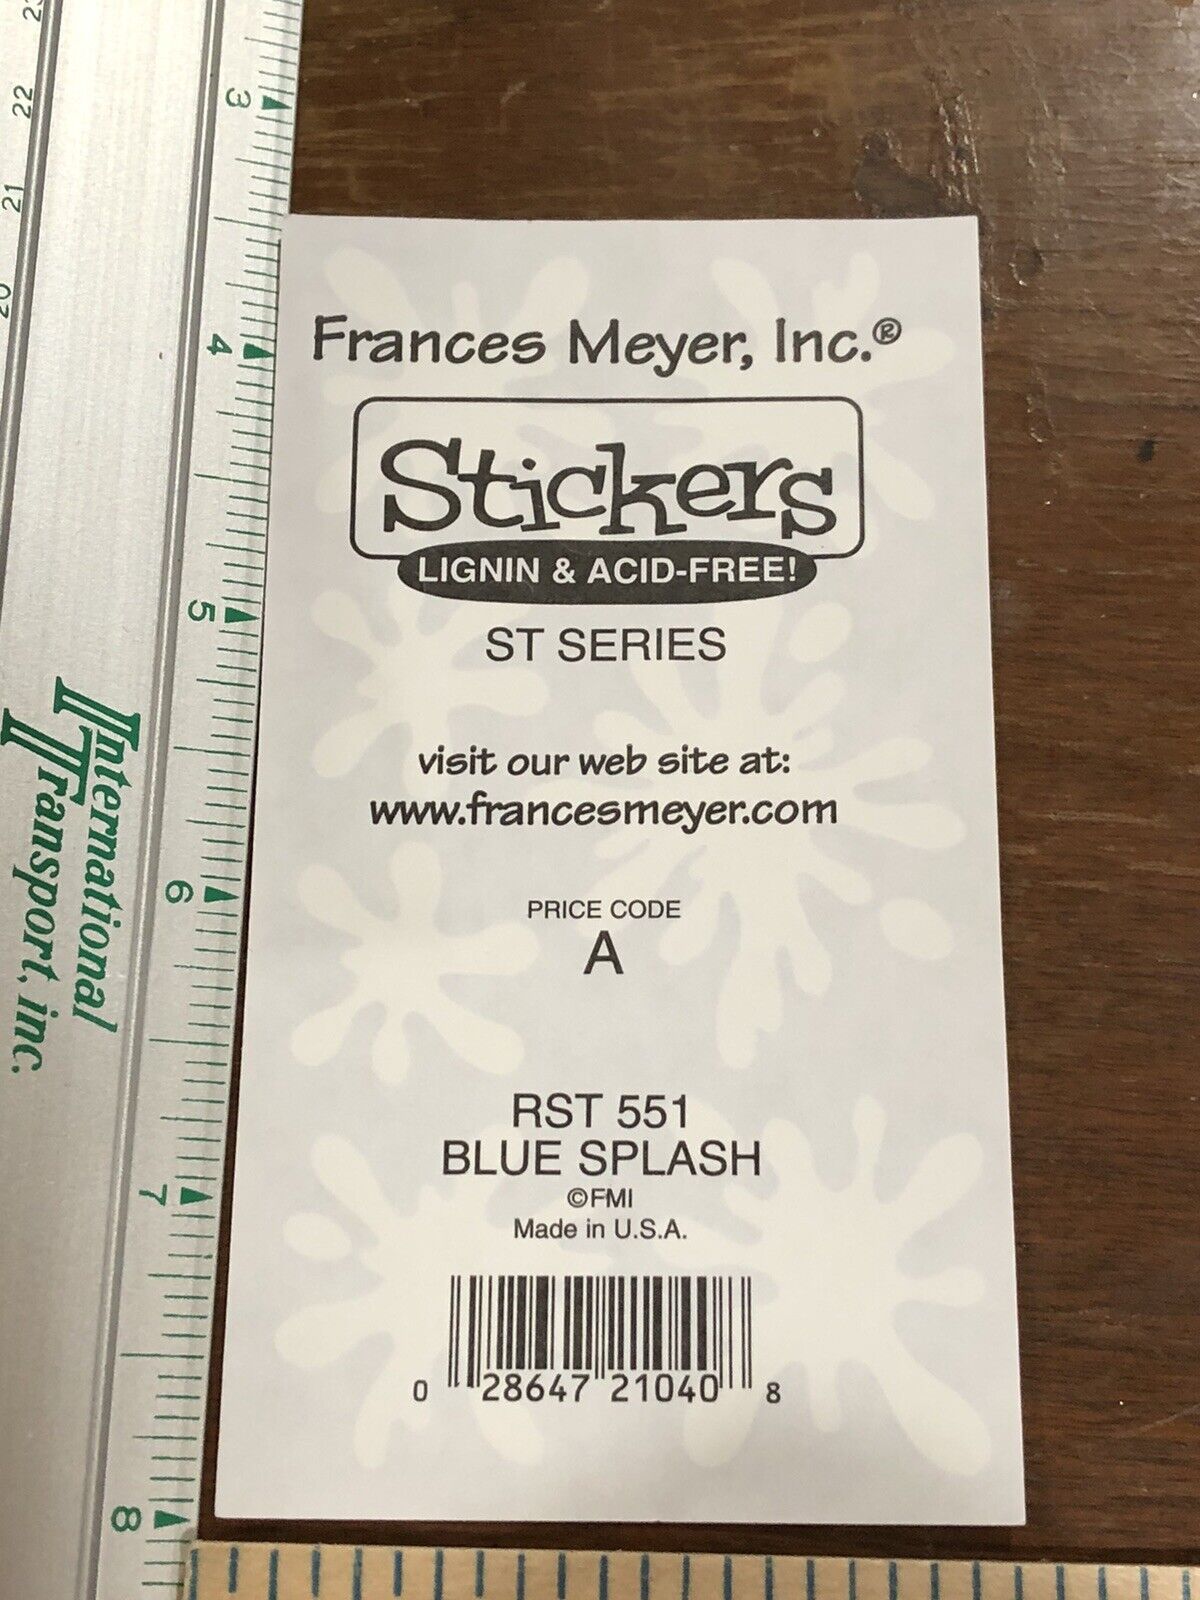 Frances Meyer, Inc.®
Stickers
LIGNIN & ACID-FREE!
ST SERIES
visit our web site at:
www.francesmeyer.com
PRICE CODE
A
RST 551
BLUE SPLASH
©FMI
Made in U.S.A.
0 28647 21040 8
International
Transport, inc.
3
4
5
6
7
8
22
21
20